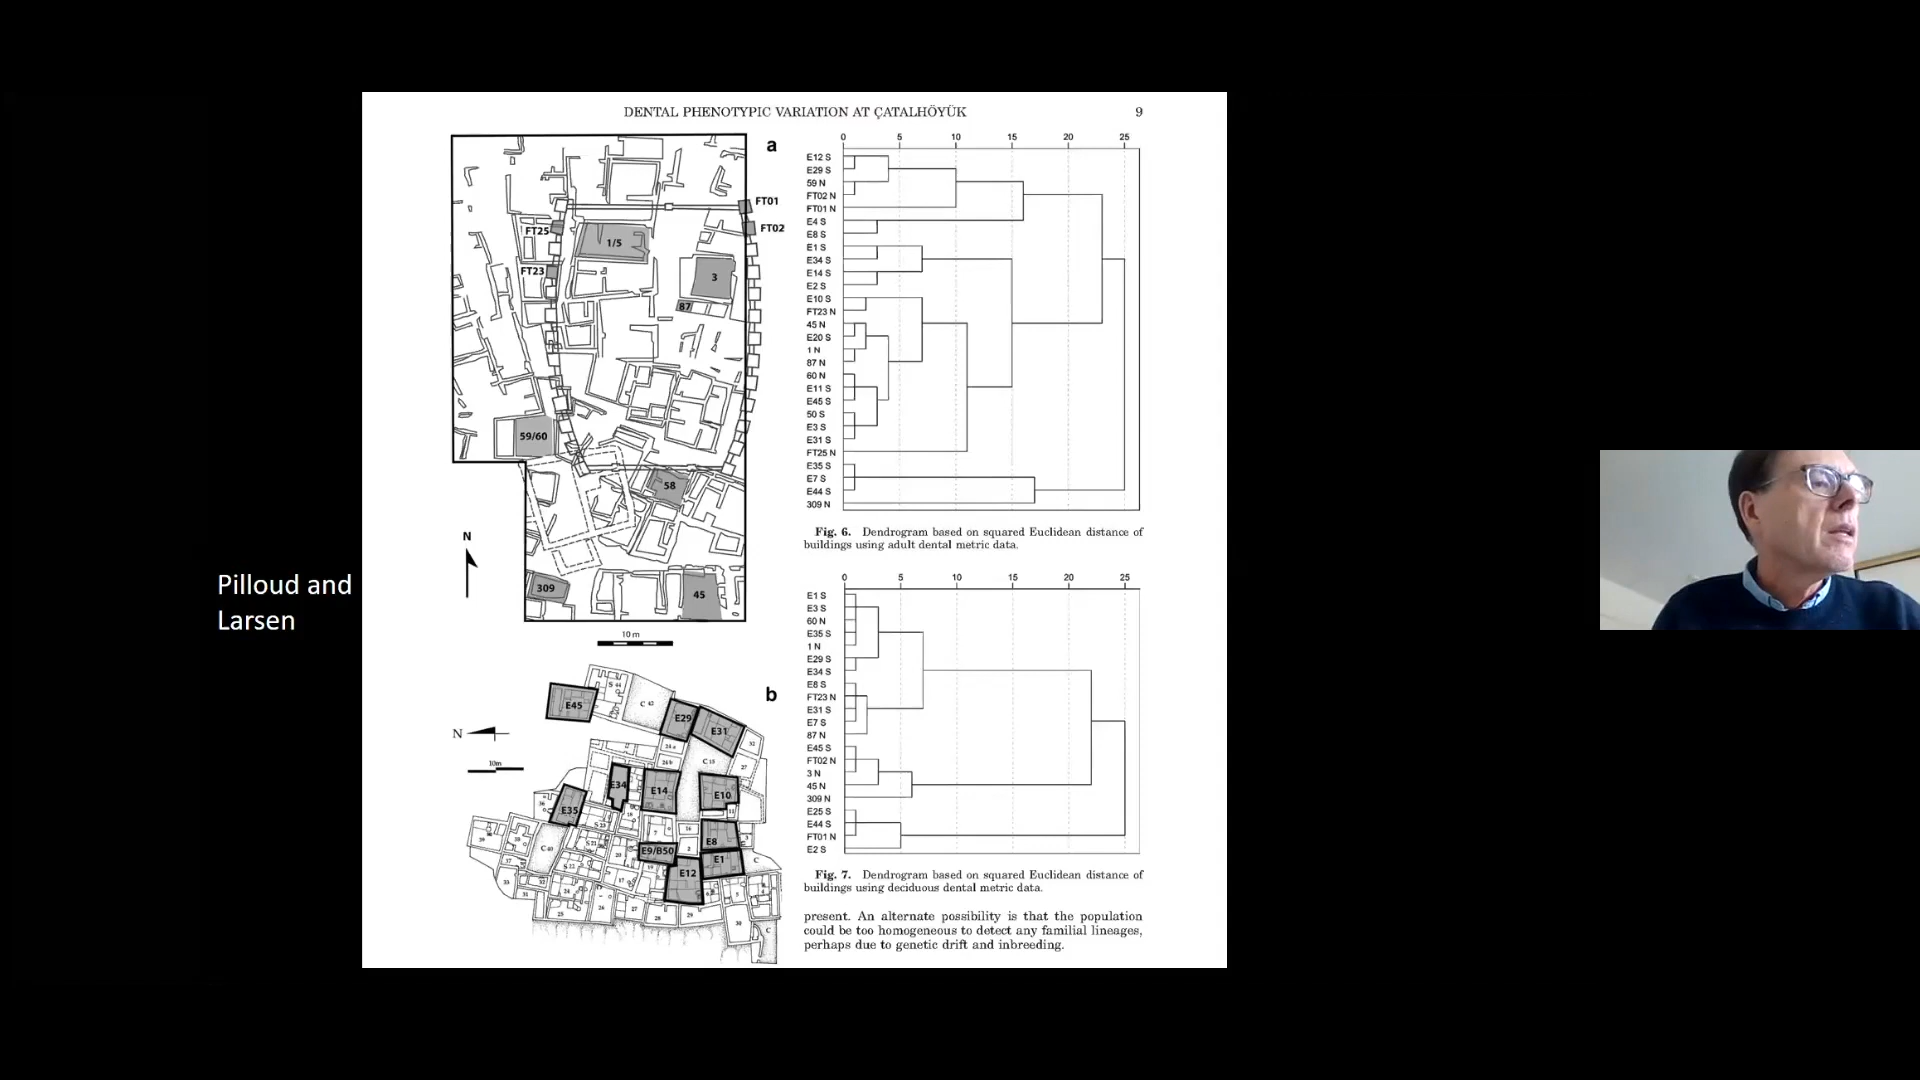 Pilloud and
Larsen
DENTAL PHENOTYPIC VARIATION AT ÇATALHÖYÜK
9
a
FT01
FT02
FT25
1/5
FT23
3
87
59/60
58
N
309
45
10 m
b
E45
S 44
C 42
E29
E31
32
N
10m
C 15
27
E34
E14
E10
E35
E8
E9/B50
E1
E12
C
0 5 10 15 20 25
E12 S
E29 S
59 N
FT02 N
FT01 N
E4 S
E8 S
E1 S
E34 S
E14 S
E2 S
E10 S
FT23 N
45 N
E20 S
1 N
87 N
60 N
E11 S
E45 S
50 S
E3 S
E31 S
FT25 N
E35 S
E7 S
E44 S
309 N
Fig. 6. Dendrogram based on squared Euclidean distance of
buildings using adult dental metric data.
0 5 10 15 20 25
E1 S
E3 S
60 N
E35 S
1 N
E29 S
E34 S
E8 S
FT23 N
E31 S
E7 S
87 N
E45 S
FT02 N
3 N
45 N
309 N
E25 S
E44 S
FT01 N
E2 S
Fig. 7. Dendrogram based on squared Euclidean distance of
buildings using deciduous dental metric data.
present. An alternate possibility is that the population
could be too homogeneous to detect any familial lineages,
perhaps due to genetic drift and inbreeding.